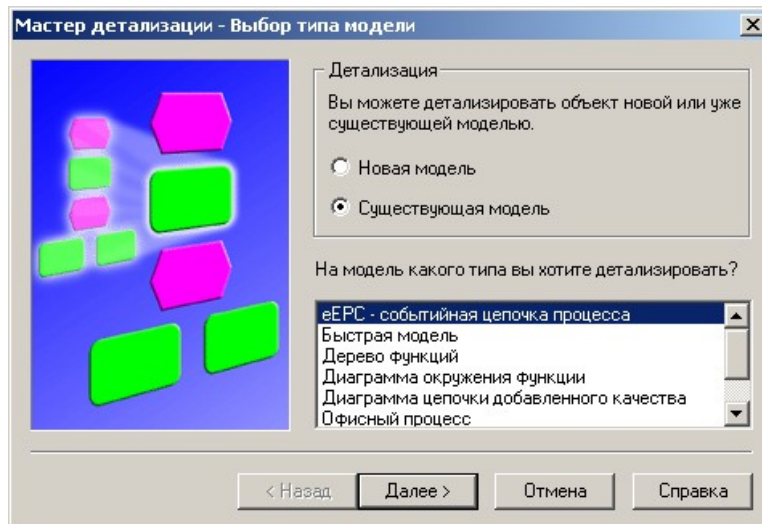 Мастер детализации - Выбор типа модели
Детализация
Вы можете детализировать объект новой или уже
существующей моделью.
Новая модель
Существующая модель
На модель какого типа вы хотите детализировать?
eEPC - событийная цепочка процесса
Быстрая модель
Дерево функций
Диаграмма окружения функции
Диаграмма цепочки добавленного качества
Офисный процесс
< Назад
Далее >
Отмена
Справка